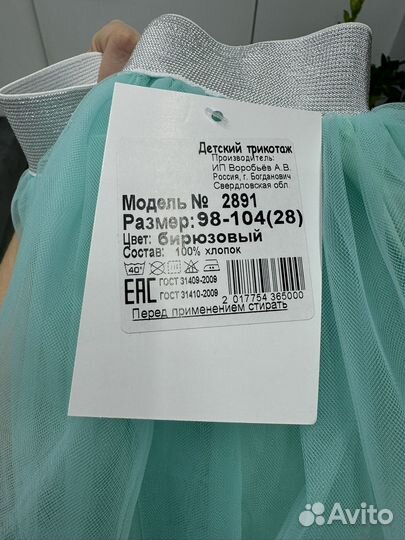 Детский трикотаж
Производитель:
ИП Воробьёв А.В.
Россия, г. Богданович
Свердловская обл.
Модель № 2891
Размер:98-104(28)
Цвет: бирюзовый
Состав: 100% хлопок
40°
ЕАС ГОСТ 31409-2009
ГОСТ 31410-2009
2 017754 365000
Перед применением стирать
Avito